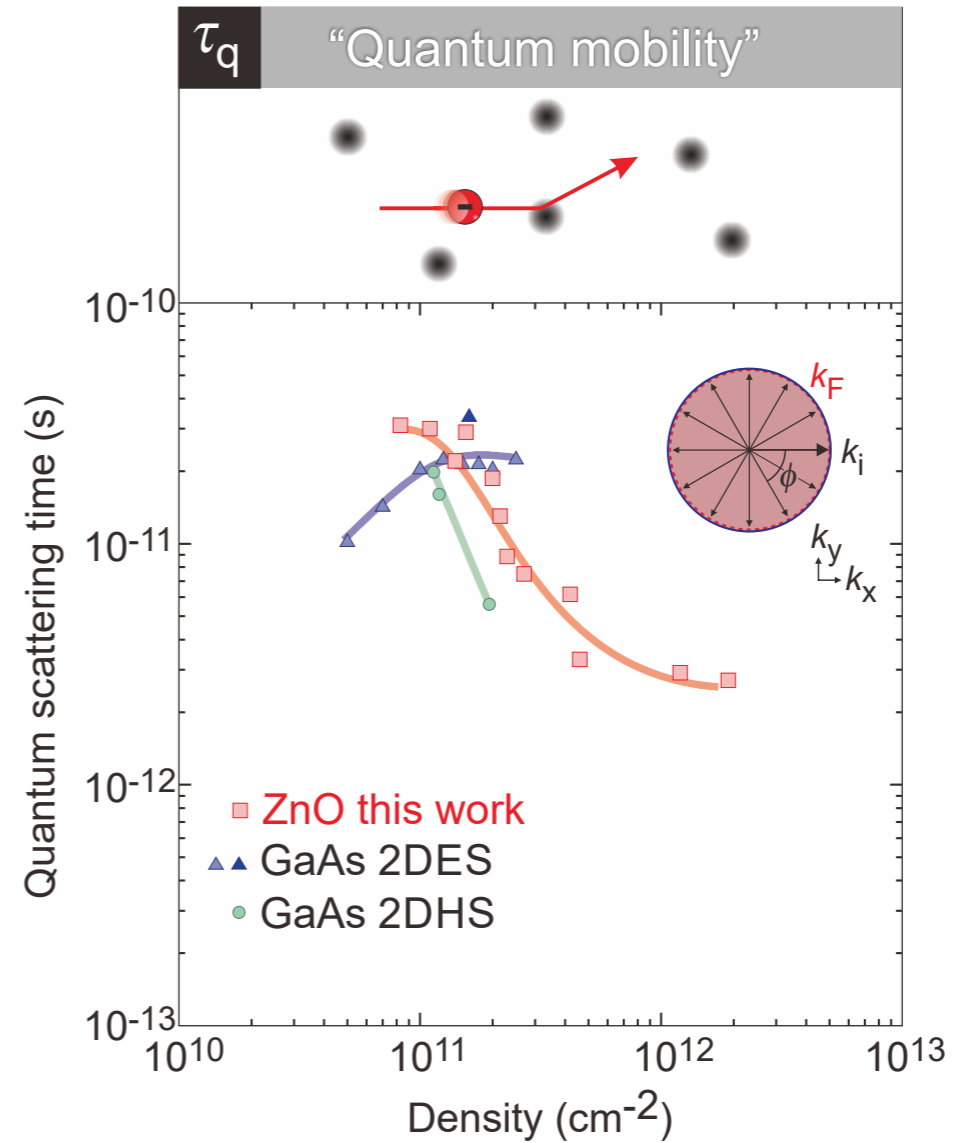 τq “Quantum mobility”
10-10
kF
ki
ϕ
ky
kx
10-11
Quantum scattering time (s)
10-12
ZnO this work
GaAs 2DES
GaAs 2DHS
10-13
1010 1011 1012 1013
Density (cm-2)